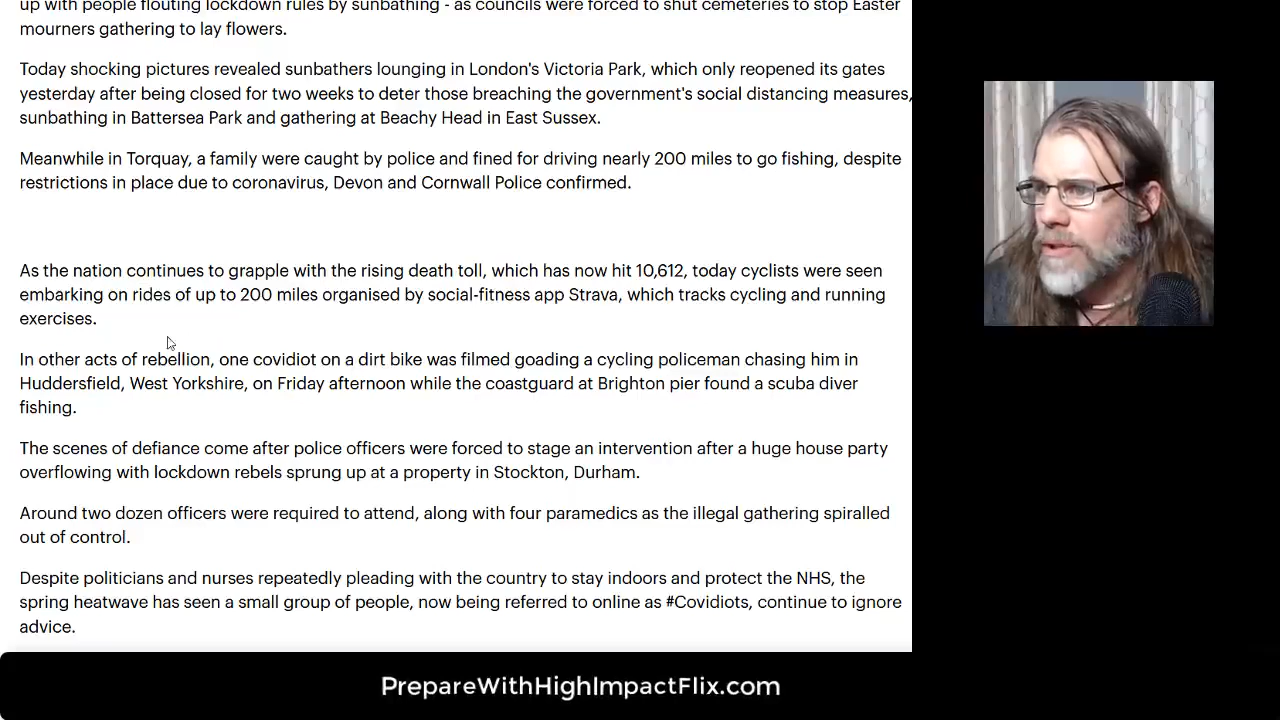 up with people flouting lockdown rules by sunbathing - as councils were forced to shut cemeteries to stop Easter
mourners gathering to lay flowers.
Today shocking pictures revealed sunbathers lounging in London's Victoria Park, which only reopened its gates
yesterday after being closed for two weeks to deter those breaching the government's social distancing measures,
sunbathing in Battersea Park and gathering at Beachy Head in East Sussex.
Meanwhile in Torquay, a family were caught by police and fined for driving nearly 200 miles to go fishing, despite
restrictions in place due to coronavirus, Devon and Cornwall Police confirmed.
As the nation continues to grapple with the rising death toll, which has now hit 10,612, today cyclists were seen
embarking on rides of up to 200 miles organised by social-fitness app Strava, which tracks cycling and running
exercises.
In other acts of rebellion, one covidiot on a dirt bike was filmed goading a cycling policeman chasing him in
Huddersfield, West Yorkshire, on Friday afternoon while the coastguard at Brighton pier found a scuba diver
fishing.
The scenes of defiance come after police officers were forced to stage an intervention after a huge house party
overflowing with lockdown rebels sprung up at a property in Stockton, Durham.
Around two dozen officers were required to attend, along with four paramedics as the illegal gathering spiralled
out of control.
Despite politicians and nurses repeatedly pleading with the country to stay indoors and protect the NHS, the
spring heatwave has seen a small group of people, now being referred to online as #Covidiots, continue to ignore
advice.
PrepareWithHighImpactFlix.com